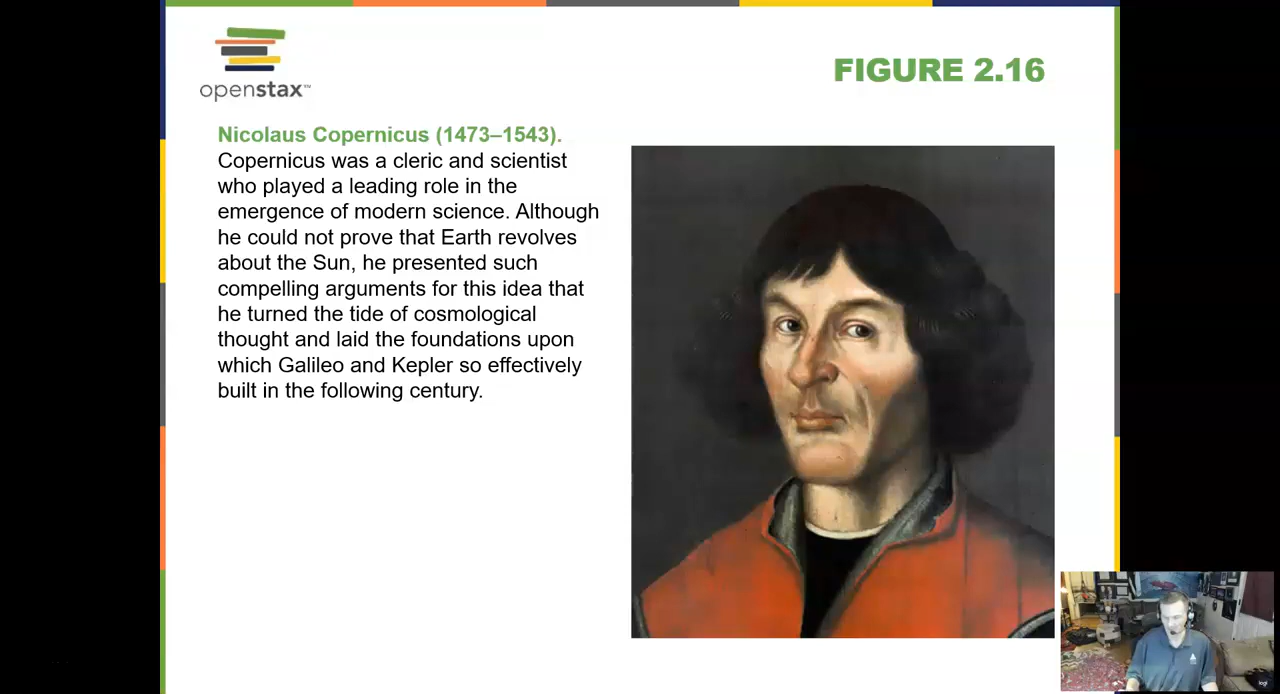 openstax™
FIGURE 2.16
Nicolaus Copernicus (1473–1543).
Copernicus was a cleric and scientist
who played a leading role in the
emergence of modern science. Although
he could not prove that Earth revolves
about the Sun, he presented such
compelling arguments for this idea that
he turned the tide of cosmological
thought and laid the foundations upon
which Galileo and Kepler so effectively
built in the following century.
logi